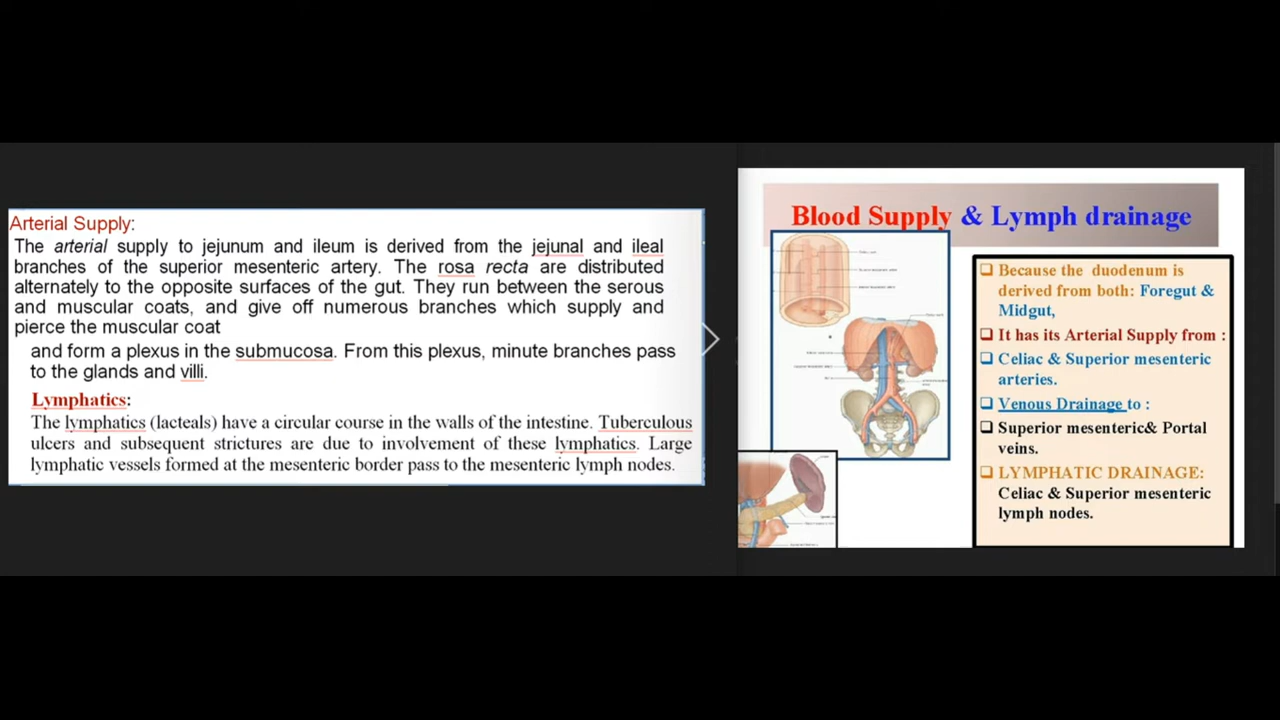 Arterial Supply:
The arterial supply to jejunum and ileum is derived from the jejunal and ileal
branches of the superior mesenteric artery. The rosa recta are distributed
alternately to the opposite surfaces of the gut. They run between the serous
and muscular coats, and give off numerous branches which supply and
pierce the muscular coat
and form a plexus in the submucosa. From this plexus, minute branches pass
to the glands and villi.
Lymphatics:
The lymphatics (lacteals) have a circular course in the walls of the intestine. Tuberculous
ulcers and subsequent strictures are due to involvement of these lymphatics. Large
lymphatic vessels formed at the mesenteric border pass to the mesenteric lymph nodes.
Blood Supply & Lymph drainage
Because the duodenum is
derived from both: Foregut &
Midgut,
It has its Arterial Supply from :
Celiac & Superior mesenteric
arteries.
Venous Drainage to :
Superior mesenteric& Portal
veins.
LYMPHATIC DRAINAGE:
Celiac & Superior mesenteric
lymph nodes.